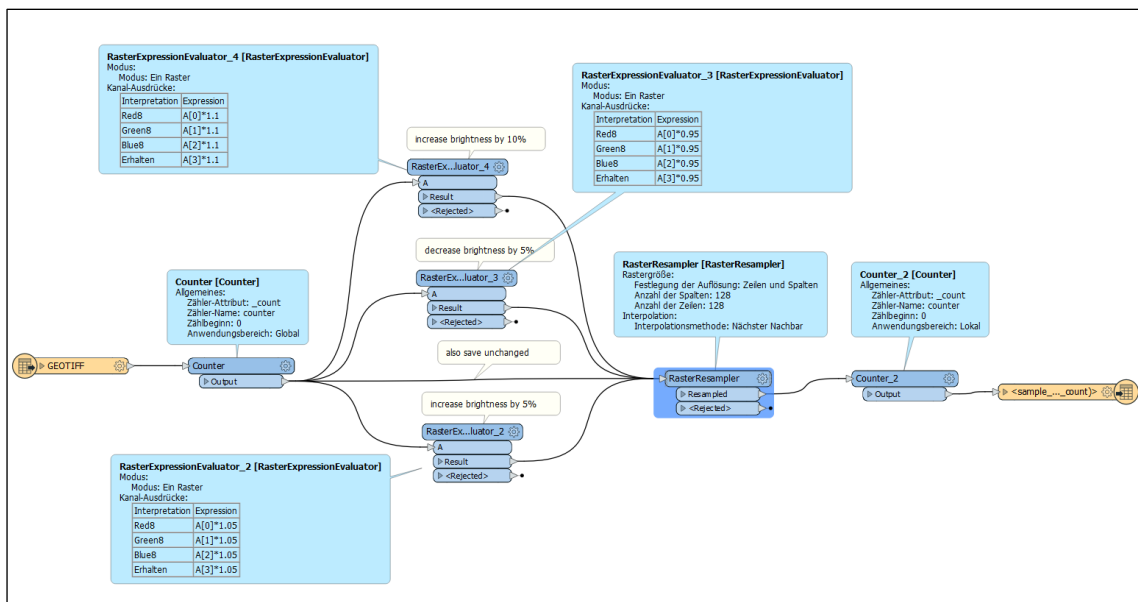 RasterExpressionEvaluator_4 [RasterExpressionEvaluator]
Modus:
Modus: Ein Raster
Kanal-Ausdrücke:
Interpretation Expression
Red8 A[0]*1.1
Green8 A[1]*1.1
Blue8 A[2]*1.1
Erhalten A[3]*1.1
RasterExpressionEvaluator_3 [RasterExpressionEvaluator]
Modus:
Modus: Ein Raster
Kanal-Ausdrücke:
Interpretation Expression
Red8 A[0]*0.95
Green8 A[1]*0.95
Blue8 A[2]*0.95
Erhalten A[3]*0.95
increase brightness by 10%
RasterEx...luator_4
A
Result
<Rejected>
decrease brightness by 5%
RasterEx...luator_3
A
Result
<Rejected>
Counter [Counter]
Allgemeines:
Zähler-Attribut: _count
Zähler-Name: counter
Zählbeginn: 0
Anwendungsbereich: Global
RasterResampler [RasterResampler]
Rastergröße:
Festlegung der Auflösung: Zeilen und Spalten
Anzahl der Spalten: 128
Anzahl der Zeilen: 128
Interpolation:
Interpolationsmethode: Nächster Nachbar
Counter_2 [Counter]
Allgemeines:
Zähler-Attribut: _count
Zähler-Name: counter
Zählbeginn: 0
Anwendungsbereich: Lokal
GEOTIFF
Counter
Output
also save unchanged
RasterResampler
Resampled
<Rejected>
Counter_2
Output
<sample_..._count)>
increase brightness by 5%
RasterEx...luator_2
A
Result
<Rejected>
RasterExpressionEvaluator_2 [RasterExpressionEvaluator]
Modus:
Modus: Ein Raster
Kanal-Ausdrücke:
Interpretation Expression
Red8 A[0]*1.05
Green8 A[1]*1.05
Blue8 A[2]*1.05
Erhalten A[3]*1.05